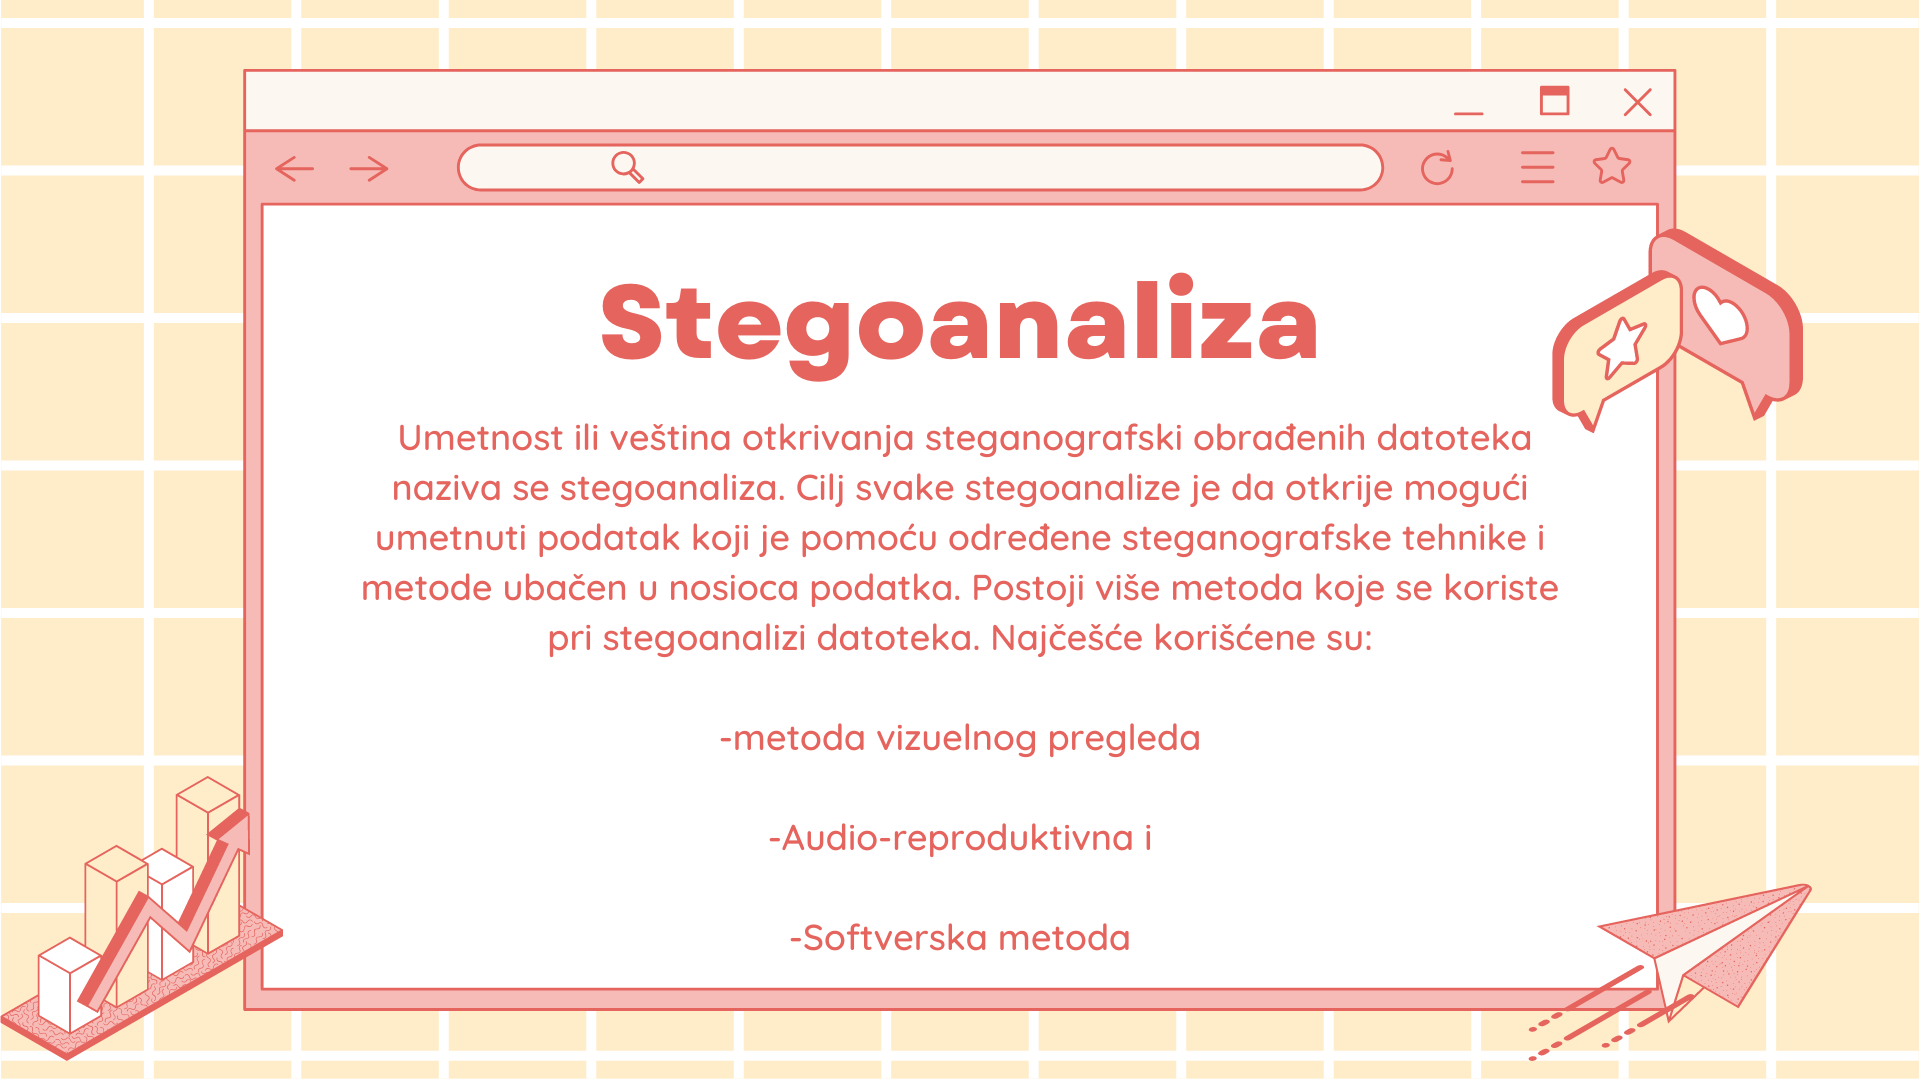 Stegoanaliza
Umetnost ili veština otkrivanja steganografski obrađenih datoteka
naziva se stegoanaliza. Cilj svake stegoanalize je da otkrije mogući
umetnuti podatak koji je pomoću određene steganografske tehnike i
metode ubačen u nosioca podatka. Postoji više metoda koje se koriste
pri stegoanalizi datoteka. Najčešće korišćene su:
-metoda vizuelnog pregleda
-Audio-reproduktivna i
-Softverska metoda